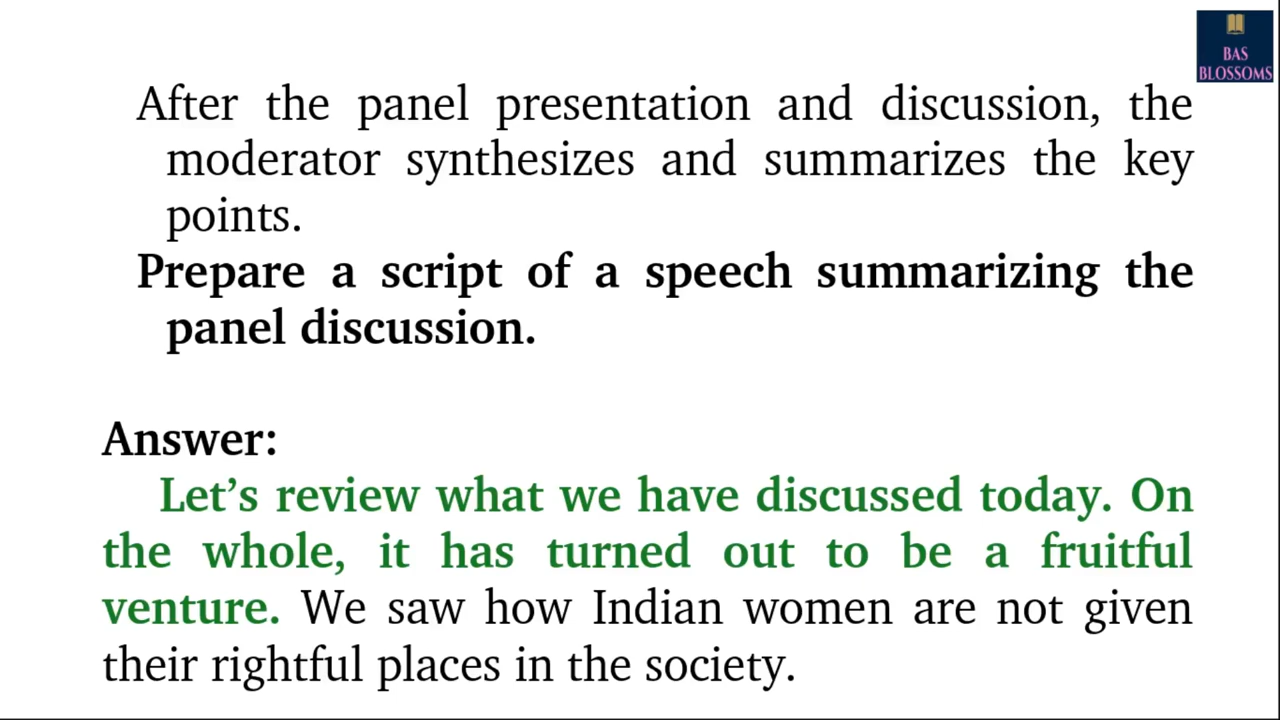 BAS
BLOSSOMS
After the panel presentation and discussion, the
moderator synthesizes and summarizes the key
points.
Prepare a script of a speech summarizing the
panel discussion.
Answer:
Let’s review what we have discussed today. On
the whole, it has turned out to be a fruitful
venture. We saw how Indian women are not given
their rightful places in the society.